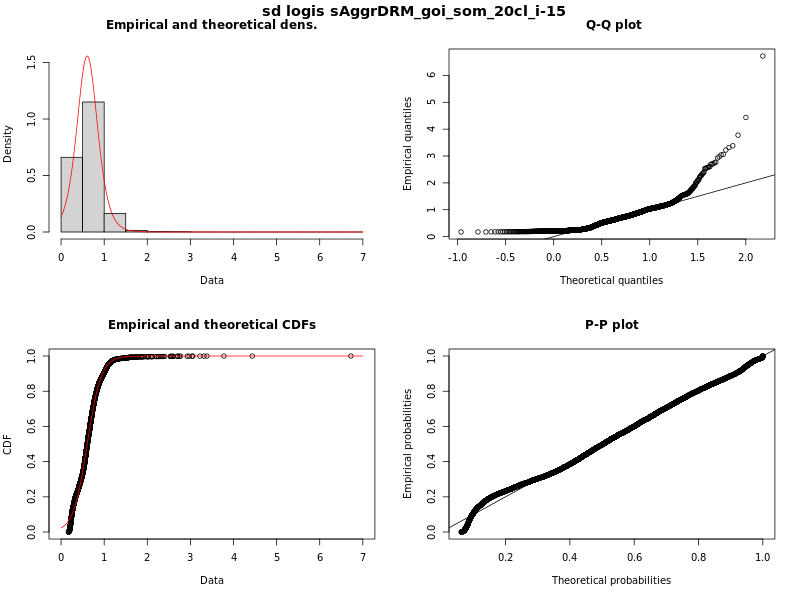 sd logis sAggrDRM_goi_som_20cl_i-15
Empirical and theoretical dens.
Density
0.0 0.5 1.0 1.5
0 1 2 3 4 5 6 7
Data
Q-Q plot
Empirical quantiles
0 1 2 3 4 5 6
-1.0 -0.5 0.0 0.5 1.0 1.5 2.0
Theoretical quantiles
Empirical and theoretical CDFs
CDF
0.0 0.2 0.4 0.6 0.8 1.0
0 1 2 3 4 5 6 7
Data
P-P plot
Empirical probabilities
0.0 0.2 0.4 0.6 0.8 1.0
0.2 0.4 0.6 0.8 1.0
Theoretical probabilities